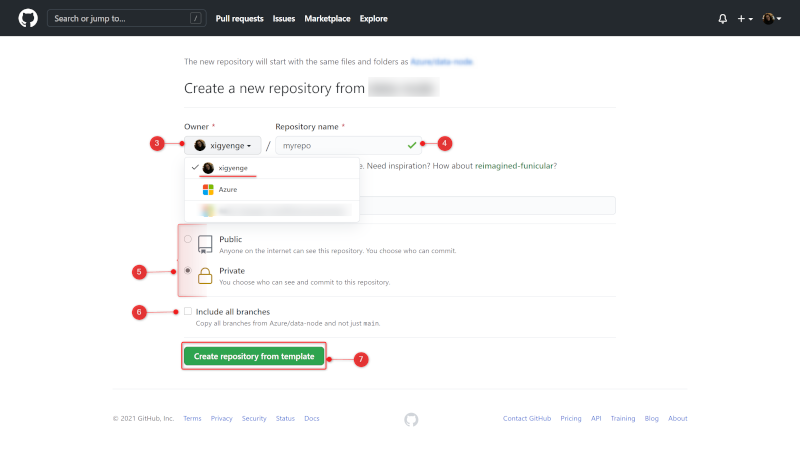 Search or jump to... /
Pull requests Issues Marketplace Explore
The new repository will start with the same files and folders as Azure/data-node
Create a new repository from
Owner * Repository name *
3 xigyenge / myrepo 4
xigyenge
e. Need inspiration? How about reimagined-funicular?
Azure
Public
Anyone on the internet can see this repository. You choose who can commit.
5 Private
You choose who can see and commit to this repository.
6 Include all branches
Copy all branches from Azure/data-node and not just main.
Create repository from template 7
© 2021 GitHub, Inc. Terms Privacy Security Status Docs Contact GitHub Pricing API Training Blog About